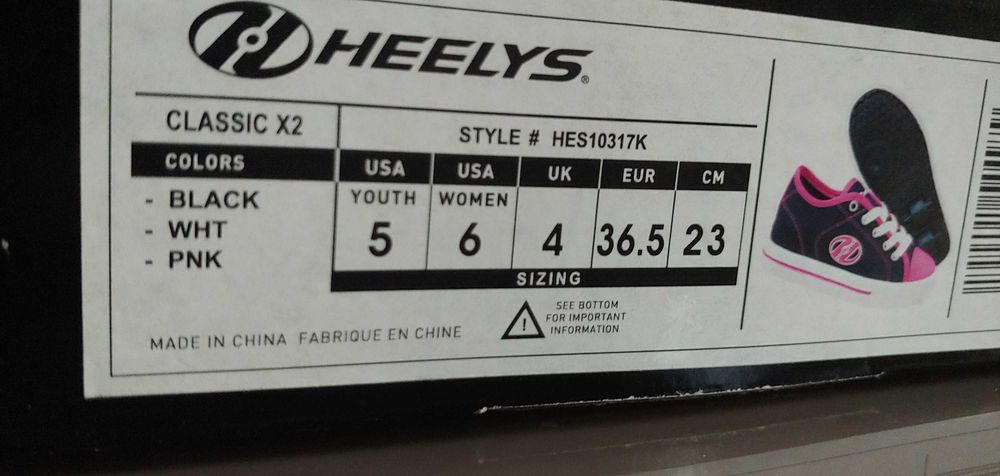 HEELYS®
CLASSIC X2
STYLE # HES10317K
COLORS
- BLACK
- WHT
- PNK
USA USA UK EUR CM
YOUTH WOMEN
5 6 4 36.5 23
SIZING
SEE BOTTOM
FOR IMPORTANT
INFORMATION
MADE IN CHINA FABRIQUE EN CHINE